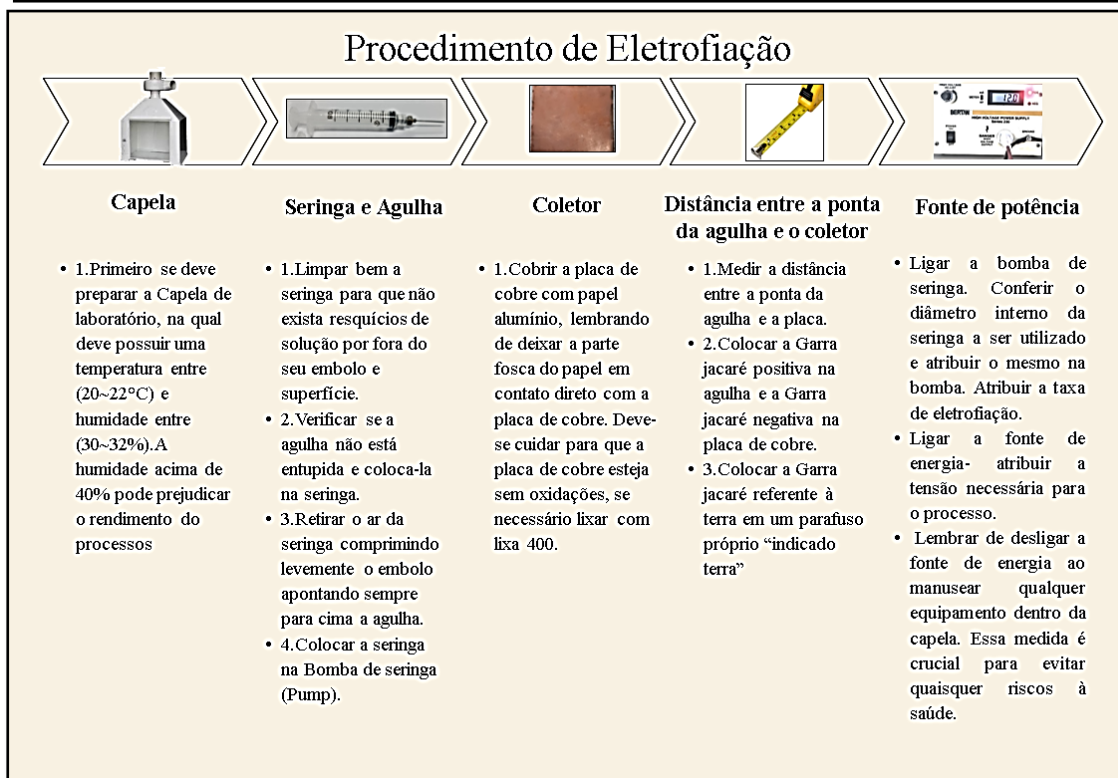 Procedimento de Eletrofiação
Capela
• 1.Primeiro se deve
preparar a Capela de
laboratório, na qual
deve possuir uma
temperatura entre
(20~22°C) e
humidade entre
(30~32%).A
humidade acima de
40% pode prejudicar
o rendimento do
processos
Seringa e Agulha
• 1.Limpar bem a
seringa para que não
exista resquícios de
solução por fora do
seu embolo e
superfície.
• 2.Verificar se a
agulha não está
entupida e coloca-la
na seringa.
• 3.Retirar o ar da
seringa comprimindo
levemente o embolo
apontando sempre
para cima a agulha.
• 4.Colocar a seringa
na Bomba de seringa
(Pump).
Coletor
• 1.Cobrir a placa de
cobre com papel
alumínio, lembrando
de deixar a parte
fosca do papel em
contato direto com a
placa de cobre. Deve-
se cuidar para que a
placa de cobre esteja
sem oxidações, se
necessário lixar com
lixa 400.
Distância entre a ponta
da agulha e o coletor
• 1.Medir a distância
entre a ponta da
agulha e a placa.
• 2.Colocar a Garra
jacaré positiva na
agulha e a Garra
jacaré negativa na
placa de cobre.
• 3.Colocar a Garra
jacaré referente à
terra em um parafuso
próprio “indicado
terra”
Fonte de potência
• Ligar a bomba de
seringa. Conferir o
diâmetro interno da
seringa a ser utilizado
e atribuir o mesmo na
bomba. Atribuir a taxa
de eletrofiação.
• Ligar a fonte de
energia- atribuir a
tensão necessária para
o processo.
• Lembrar de desligar a
fonte de energia ao
manusear qualquer
equipamento dentro da
capela. Essa medida é
crucial para evitar
quaisquer riscos à
saúde.